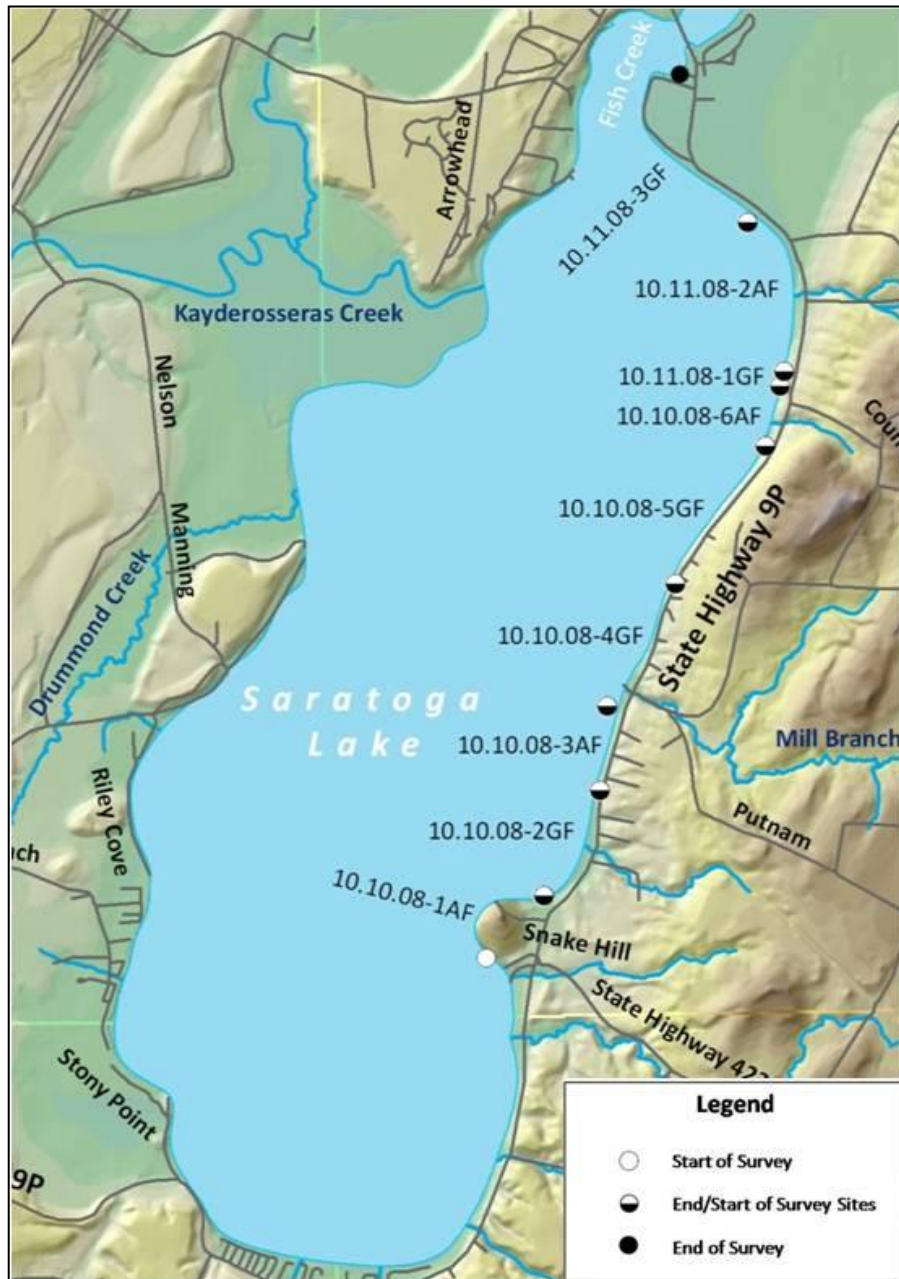 Fish Creek
Arrowhead
10.11.08-3GF
10.11.08-2AF
Kayderosseras Creek
Nelson
10.11.08-1GF
10.10.08-6AF
Coun
10.10.08-5GF
State Highway 9P
Manning
Drummond Creek
10.10.08-4GF
Saratoga
Lake
10.10.08-3AF
Mill Branch
Riley Cove
Putnam
10.10.08-2GF
ach
10.10.08-1AF
Snake Hill
State Highway 423
Stony Point
9P
Legend
Start of Survey
End/Start of Survey Sites
End of Survey